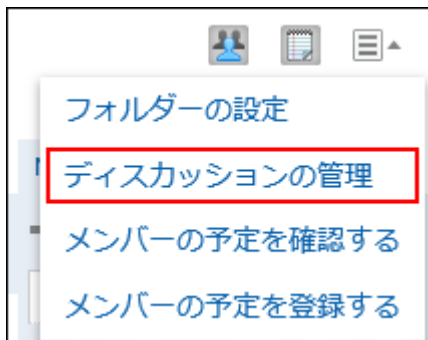 フォルダーの設定
ディスカッションの管理
メンバーの予定を確認する
メンバーの予定を登録する